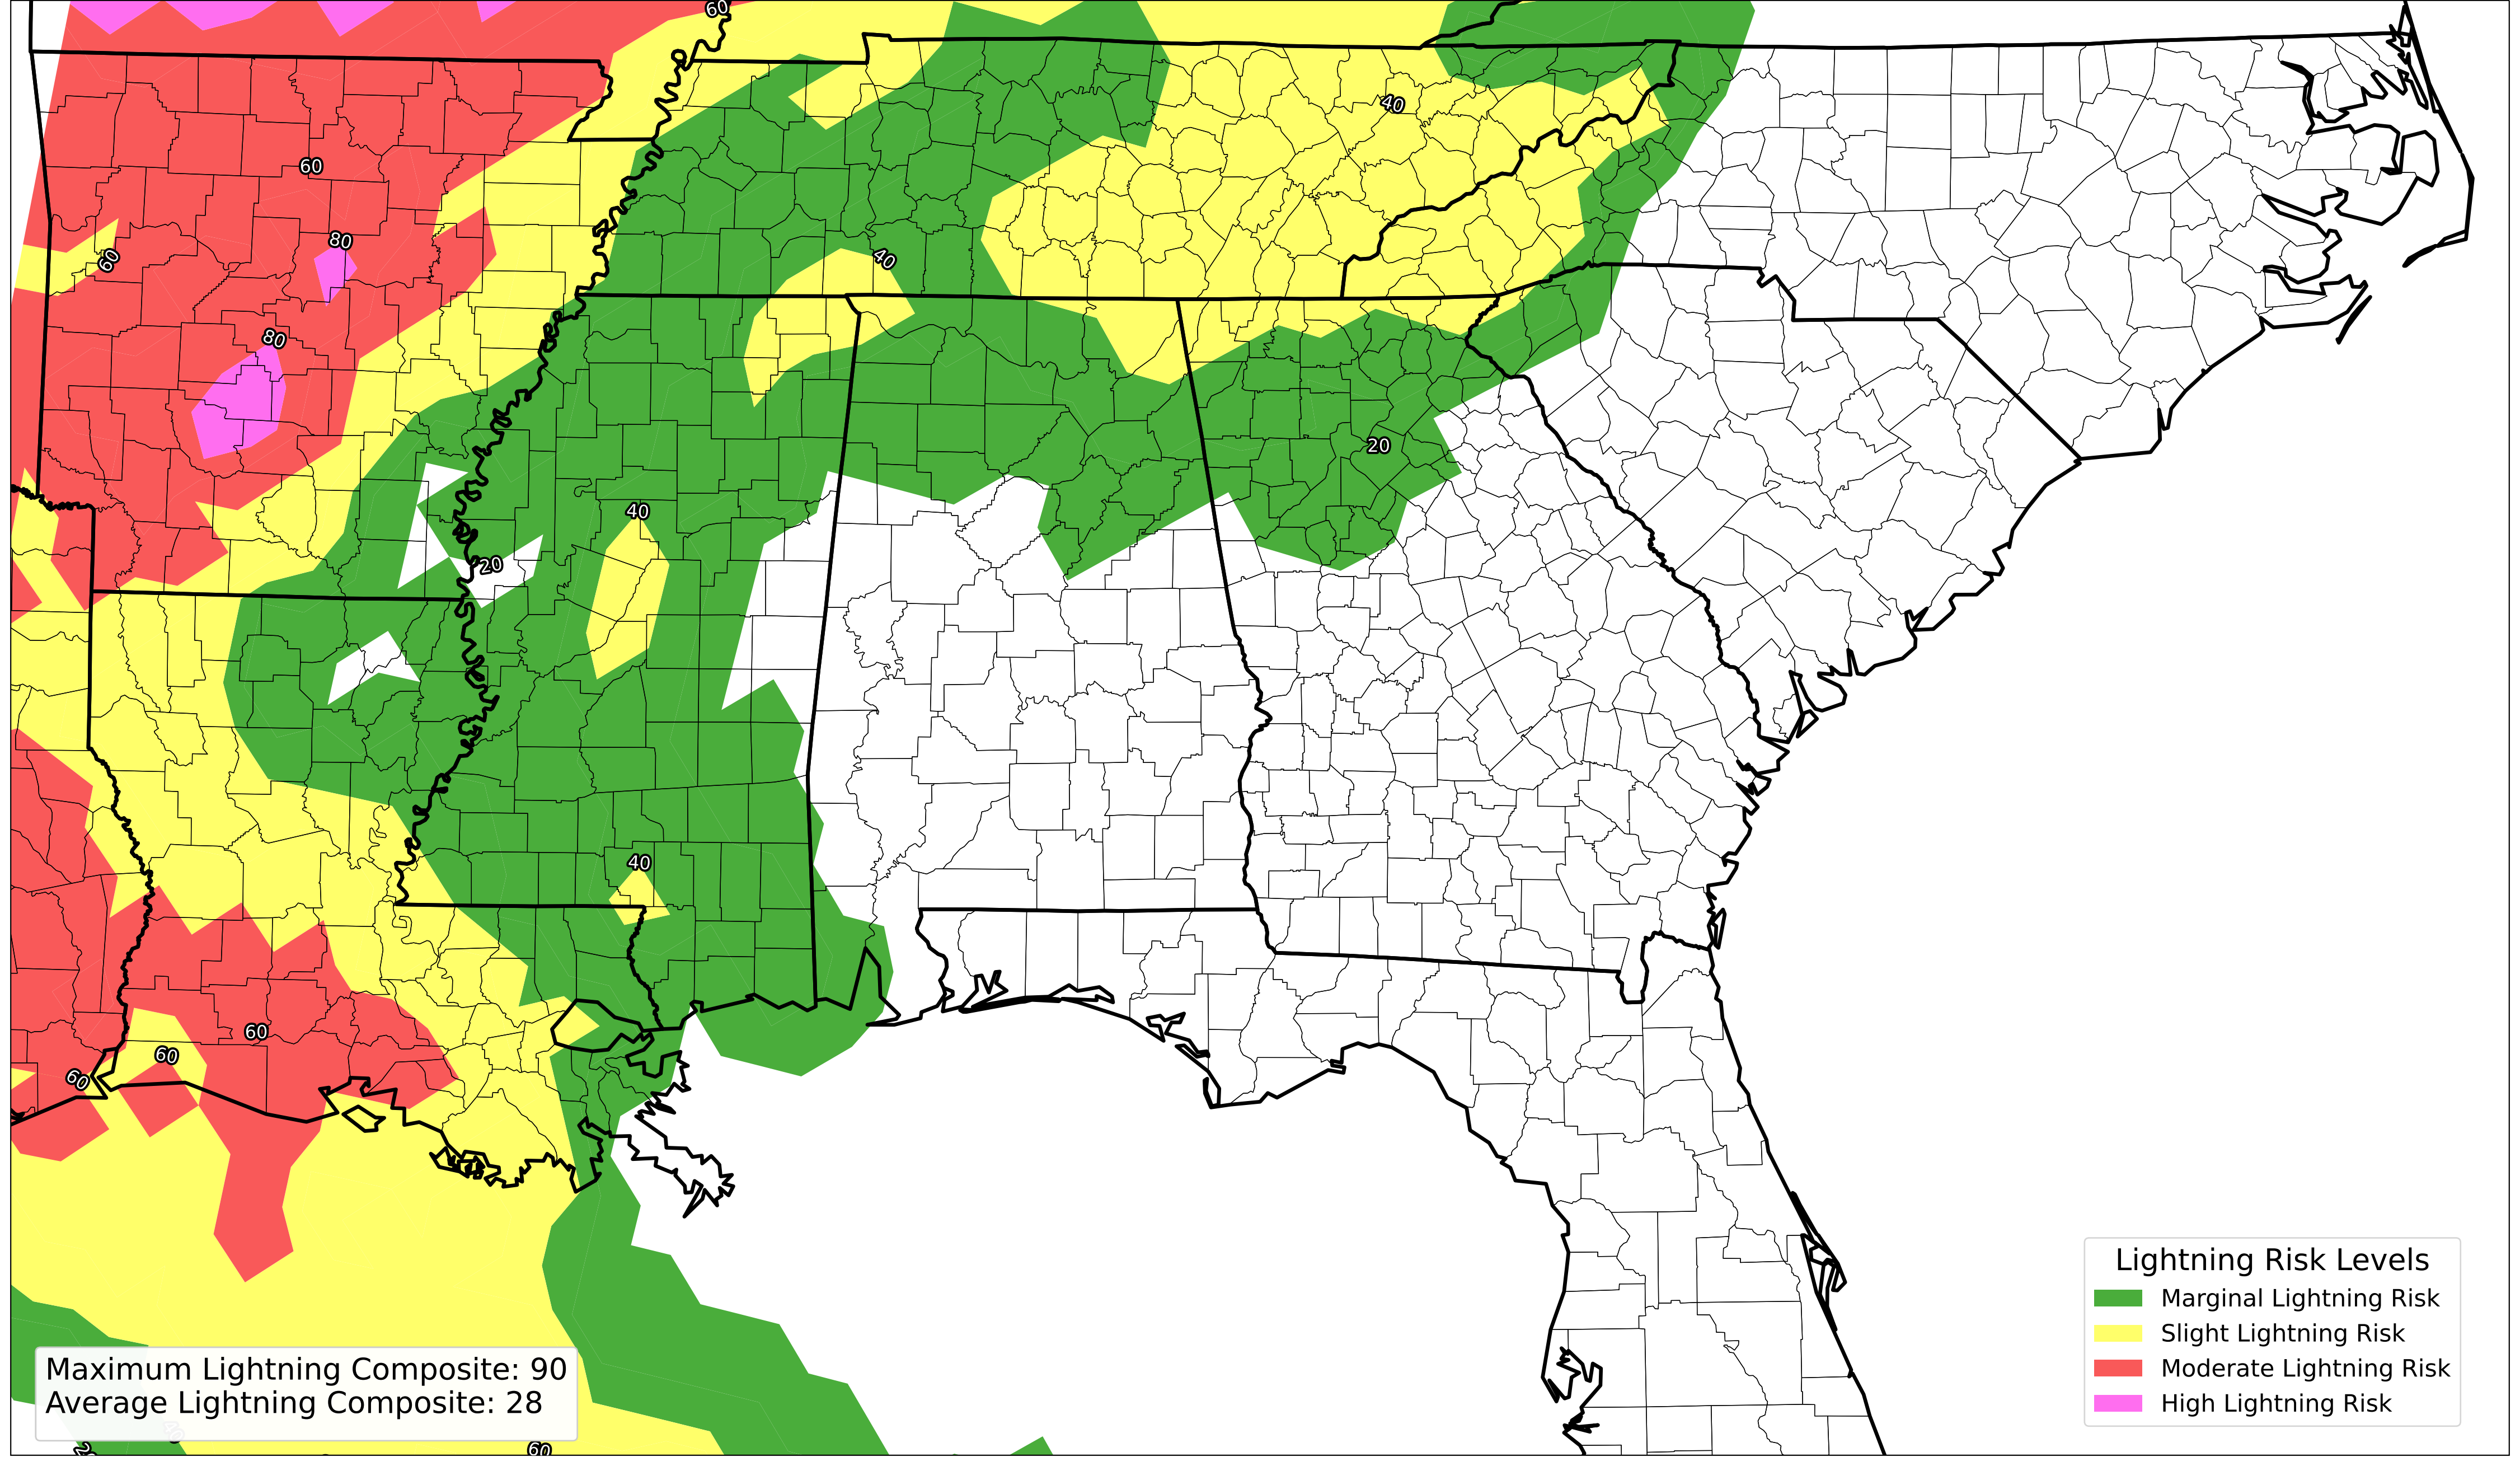 60
40
60
80
60
40
80
20
40
20
40
60
60
60
Lightning Risk Levels
Marginal Lightning Risk
Slight Lightning Risk
Moderate Lightning Risk
High Lightning Risk
Maximum Lightning Composite: 90
Average Lightning Composite: 28
60